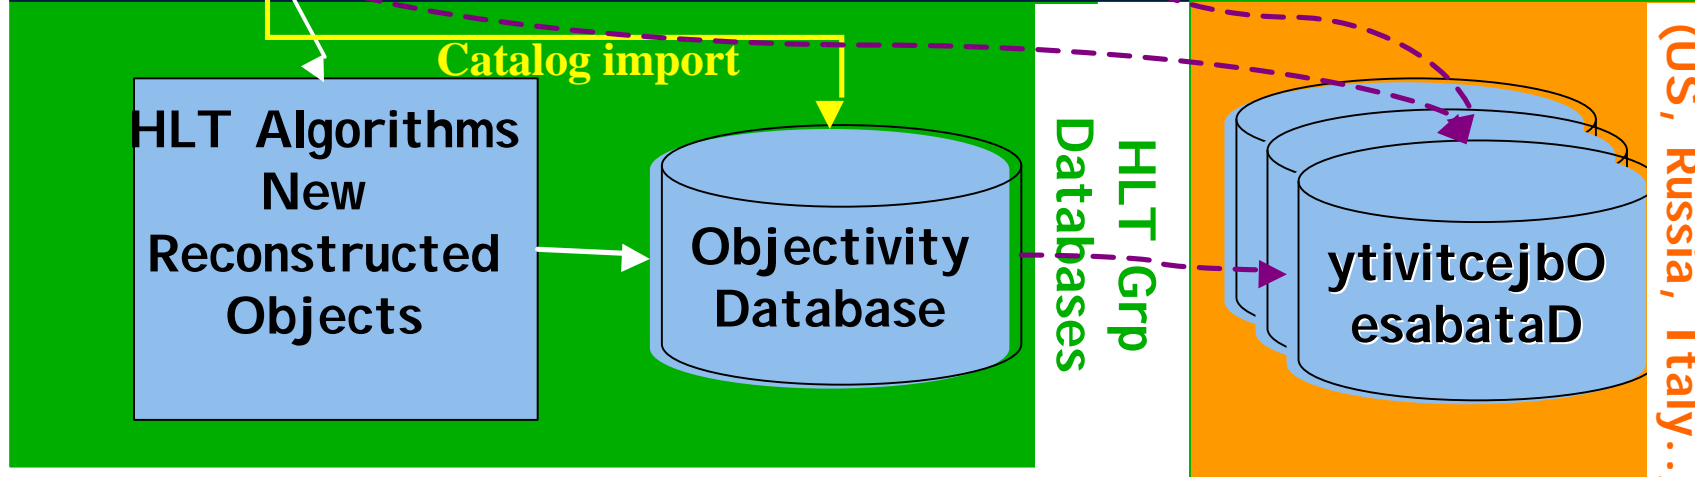 Catalog import
HLT Algorithms
New
Reconstructed
Objects
Objectivity
Database
HLT Grp
Databases
ytivitcejbO
esabataD
(US, Russia, Italy..